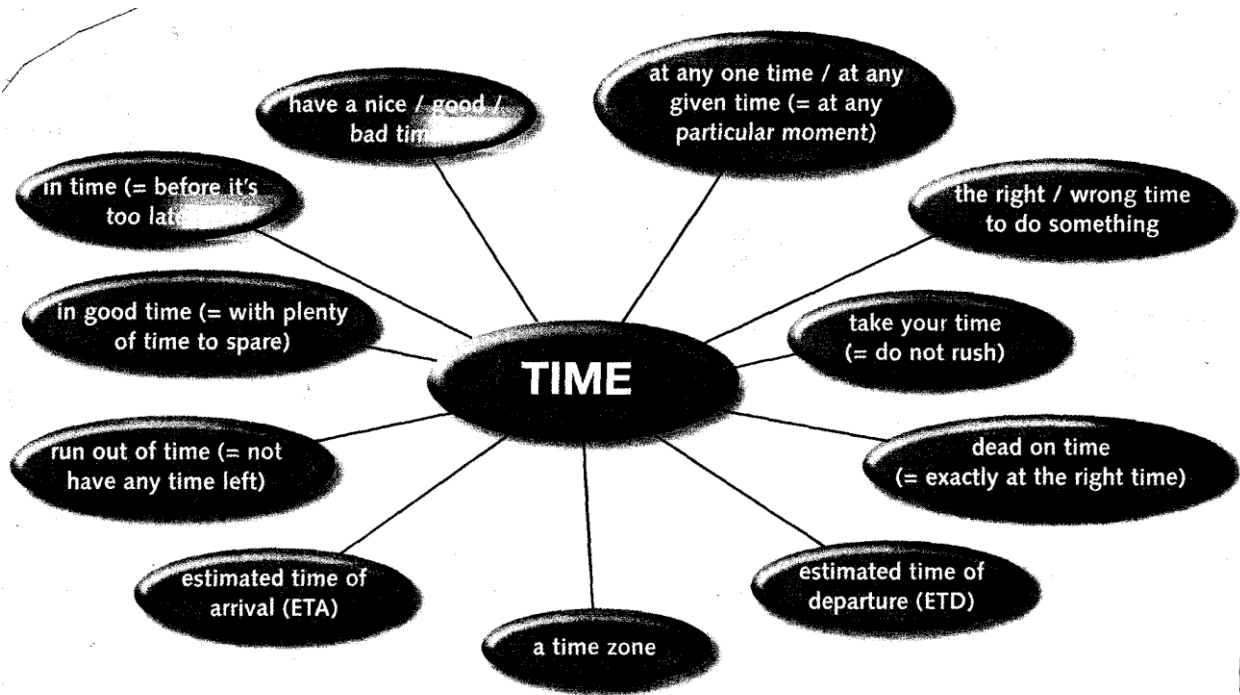 have a nice / good /
bad time
at any one time / at any
given time (= at any
particular moment)
in time (= before it's
too late
the right / wrong time
to do something
in good time (= with plenty
of time to spare)
take your time
(= do not rush)
TIME
run out of time (= not
have any time left)
dead on time
(= exactly at the right time)
estimated time of
arrival (ETA)
estimated time of
departure (ETD)
a time zone